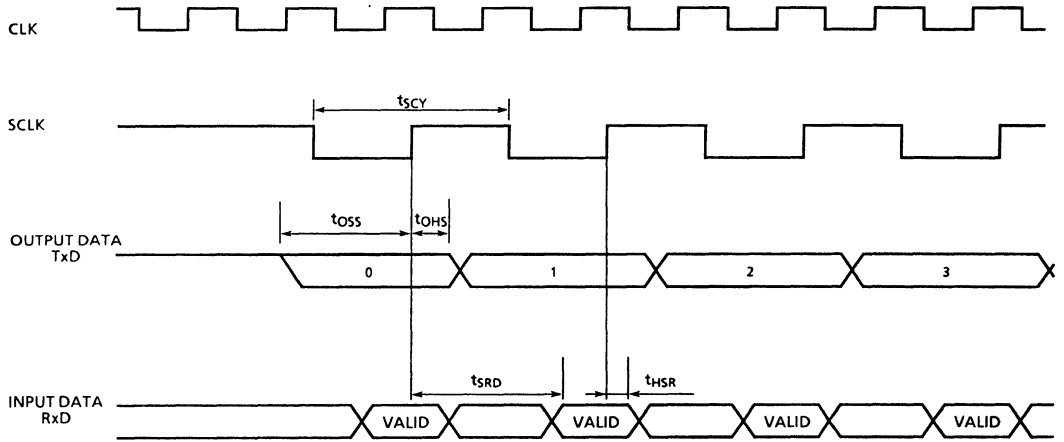 CLK
tSCY
SCLK
tOSS tOHS
OUTPUT DATA
TxD
0 1 2 3
tSRD tHSR
INPUT DATA
RxD
VALID VALID VALID VALID